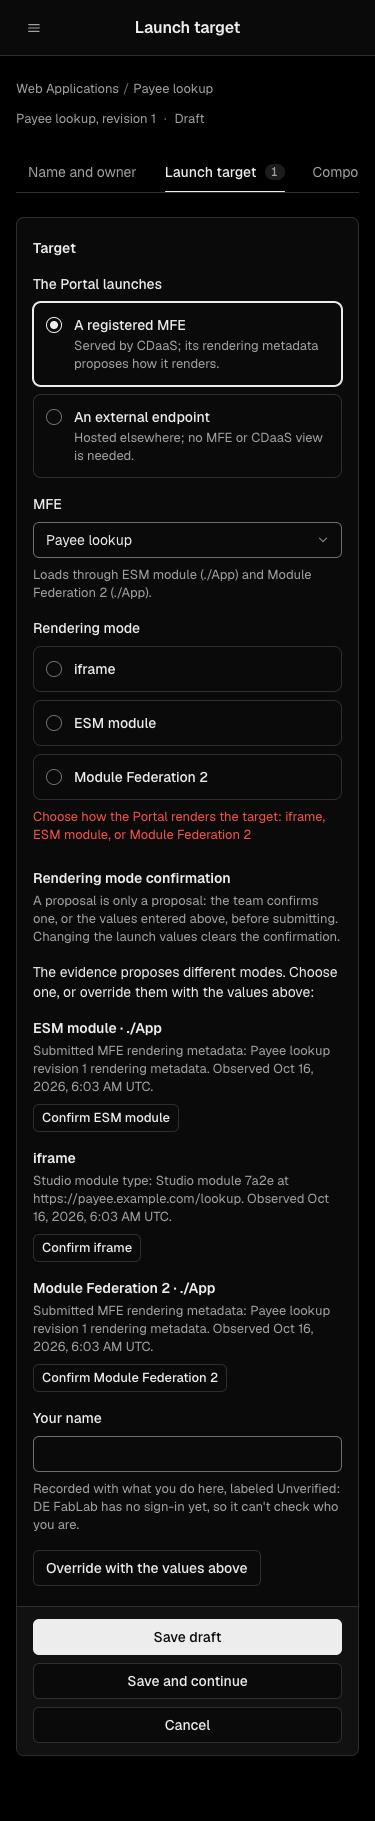 Launch target
Web Applications / Payee lookup
Payee lookup, revision 1 · Draft
Name and owner
Launch target 1
Compo
Target
The Portal launches
A registered MFE
Served by CDaaS; its rendering metadata
proposes how it renders.
An external endpoint
Hosted elsewhere; no MFE or CDaaS view
is needed.
MFE
Payee lookup
Loads through ESM module (./App) and Module
Federation 2 (./App).
Rendering mode
iframe
ESM module
Module Federation 2
Choose how the Portal renders the target: iframe,
ESM module, or Module Federation 2
Rendering mode confirmation
A proposal is only a proposal: the team confirms
one, or the values entered above, before submitting.
Changing the launch values clears the confirmation.
The evidence proposes different modes. Choose
one, or override them with the values above:
ESM module · ./App
Submitted MFE rendering metadata: Payee lookup
revision 1 rendering metadata. Observed Oct 16,
2026, 6:03 AM UTC.
Confirm ESM module
iframe
Studio module type: Studio module 7a2e at
https://payee.example.com/lookup. Observed Oct
16, 2026, 6:03 AM UTC.
Confirm iframe
Module Federation 2 · ./App
Submitted MFE rendering metadata: Payee lookup
revision 1 rendering metadata. Observed Oct 16,
2026, 6:03 AM UTC.
Confirm Module Federation 2
Your name
Recorded with what you do here, labeled Unverified:
DE FabLab has no sign-in yet, so it can't check who
you are.
Override with the values above
Save draft
Save and continue
Cancel